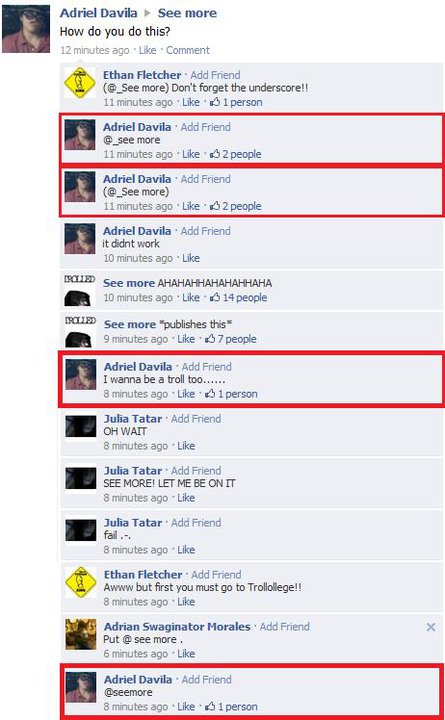 Adriel Davila ▶ See more
How do you do this?
12 minutes ago · Like · Comment
Ethan Fletcher · Add Friend
(@_See more) Don't forget the underscore!!
11 minutes ago · Like · 1 person
Adriel Davila · Add Friend
@_see more
11 minutes ago · Like · 2 people
Adriel Davila · Add Friend
(@_See more)
11 minutes ago · Like · 2 people
Adriel Davila · Add Friend
it didnt work
10 minutes ago · Like
TROLLED
See more AHAHAHHAHAHAHHAHA
10 minutes ago · Like · 14 people
TROLLED
See more *publishes this*
9 minutes ago · Like · 7 people
Adriel Davila · Add Friend
I wanna be a troll too......
8 minutes ago · Like · 1 person
Julia Tatar · Add Friend
OH WAIT
8 minutes ago · Like
Julia Tatar · Add Friend
SEE MORE! LET ME BE ON IT
8 minutes ago · Like
Julia Tatar · Add Friend
fail .-.
8 minutes ago · Like
Ethan Fletcher · Add Friend
Awww but first you must go to Trollollege!!
8 minutes ago · Like
Adrian Swaginator Morales · Add Friend
Put @ see more .
6 minutes ago · Like
Adriel Davila · Add Friend
@seemore
8 minutes ago · Like · 1 person